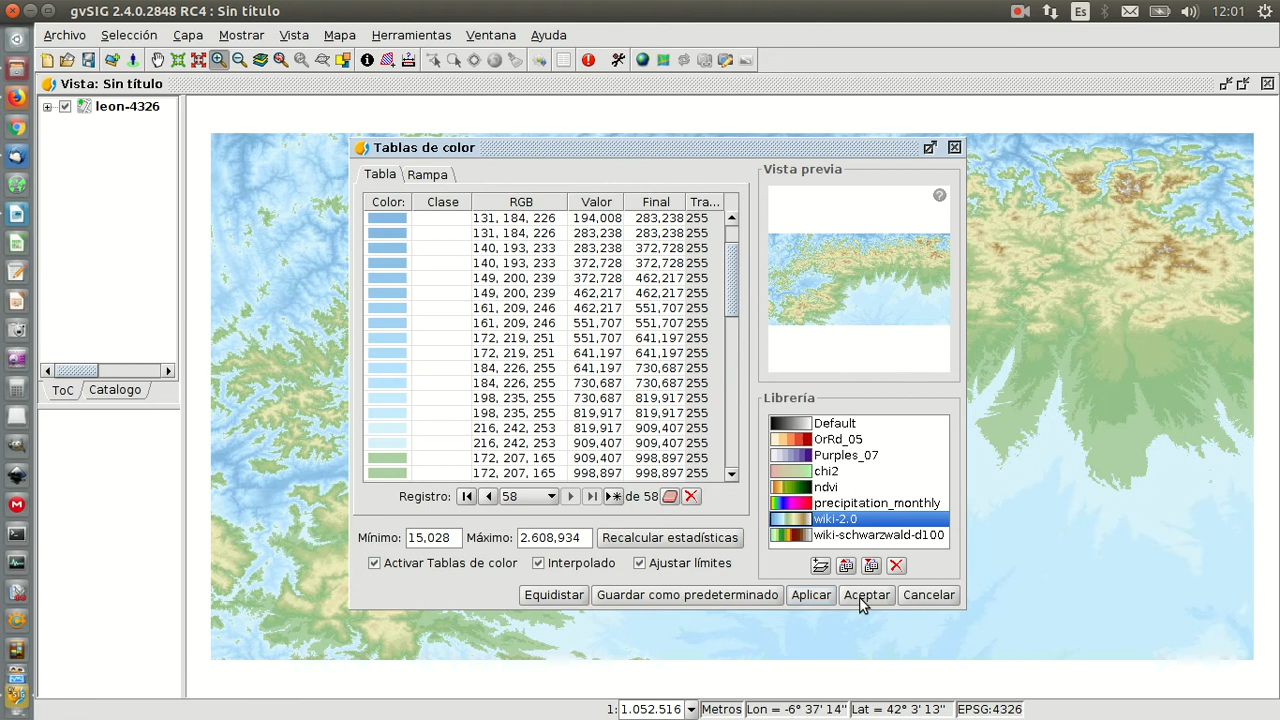 gvSIG 2.4.0.2848 RC4 : Sin título
Es
12:01
Archivo Selección Capa Mostrar Vista Mapa Herramientas Ventana Ayuda
Vista: Sin título
leon-4326
ToC Catalogo
Tablas de color
Tabla Rampa
Color: Clase RGB Valor Final Tra...
131, 184, 226 194,008 283,238 255
131, 184, 226 283,238 283,238 255
140, 193, 233 283,238 372,728 255
140, 193, 233 372,728 372,728 255
149, 200, 239 372,728 462,217 255
149, 200, 239 462,217 462,217 255
161, 209, 246 462,217 551,707 255
161, 209, 246 551,707 551,707 255
172, 219, 251 551,707 641,197 255
172, 219, 251 641,197 641,197 255
184, 226, 255 641,197 730,687 255
184, 226, 255 730,687 730,687 255
198, 235, 255 730,687 819,917 255
198, 235, 255 819,917 819,917 255
216, 242, 253 819,917 909,407 255
216, 242, 253 909,407 909,407 255
172, 207, 165 909,407 998,897 255
172, 207, 165 998,897 998,897 255
Registro: 58 de 58
Mínimo: 15,028 Máximo: 2.608,934 Recalcular estadísticas
Activar Tablas de color Interpolado Ajustar límites
Vista previa
?
Librería
Default
OrRd_05
Purples_07
chi2
ndvi
precipitation_monthly
wiki-2.0
wiki-schwarzwald-d100
Equidistar Guardar como predeterminado Aplicar Aceptar Cancelar
1: 1.052.516 Metros Lon = -6° 37' 14" Lat = 42° 3' 13" EPSG:4326